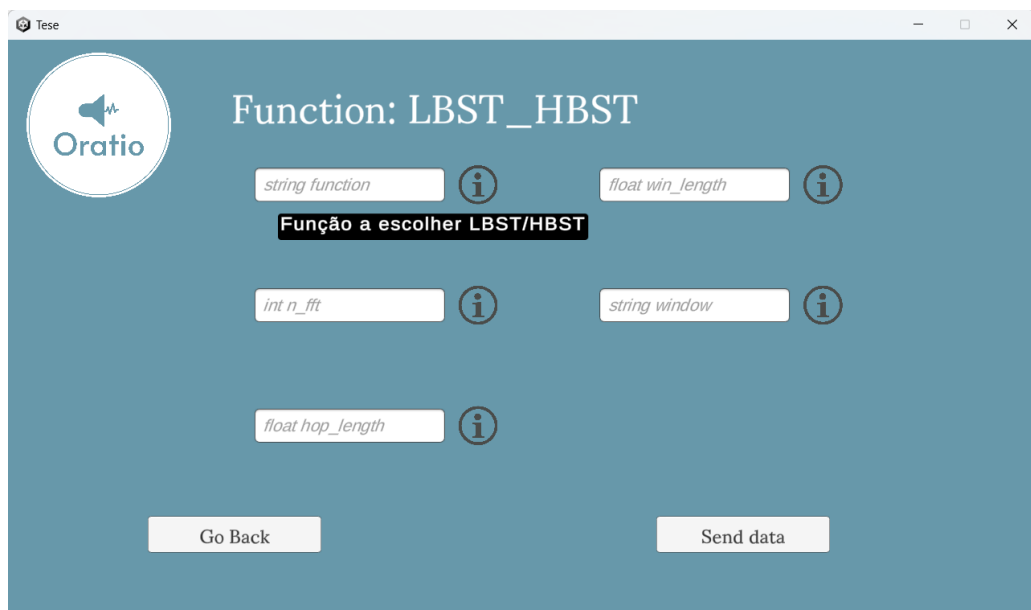 Tese
Oratio
Function: LBST_HBST
string function
float win_length
Função a escolher LBST/HBST
int n_fft
string window
float hop_length
Go Back
Send data